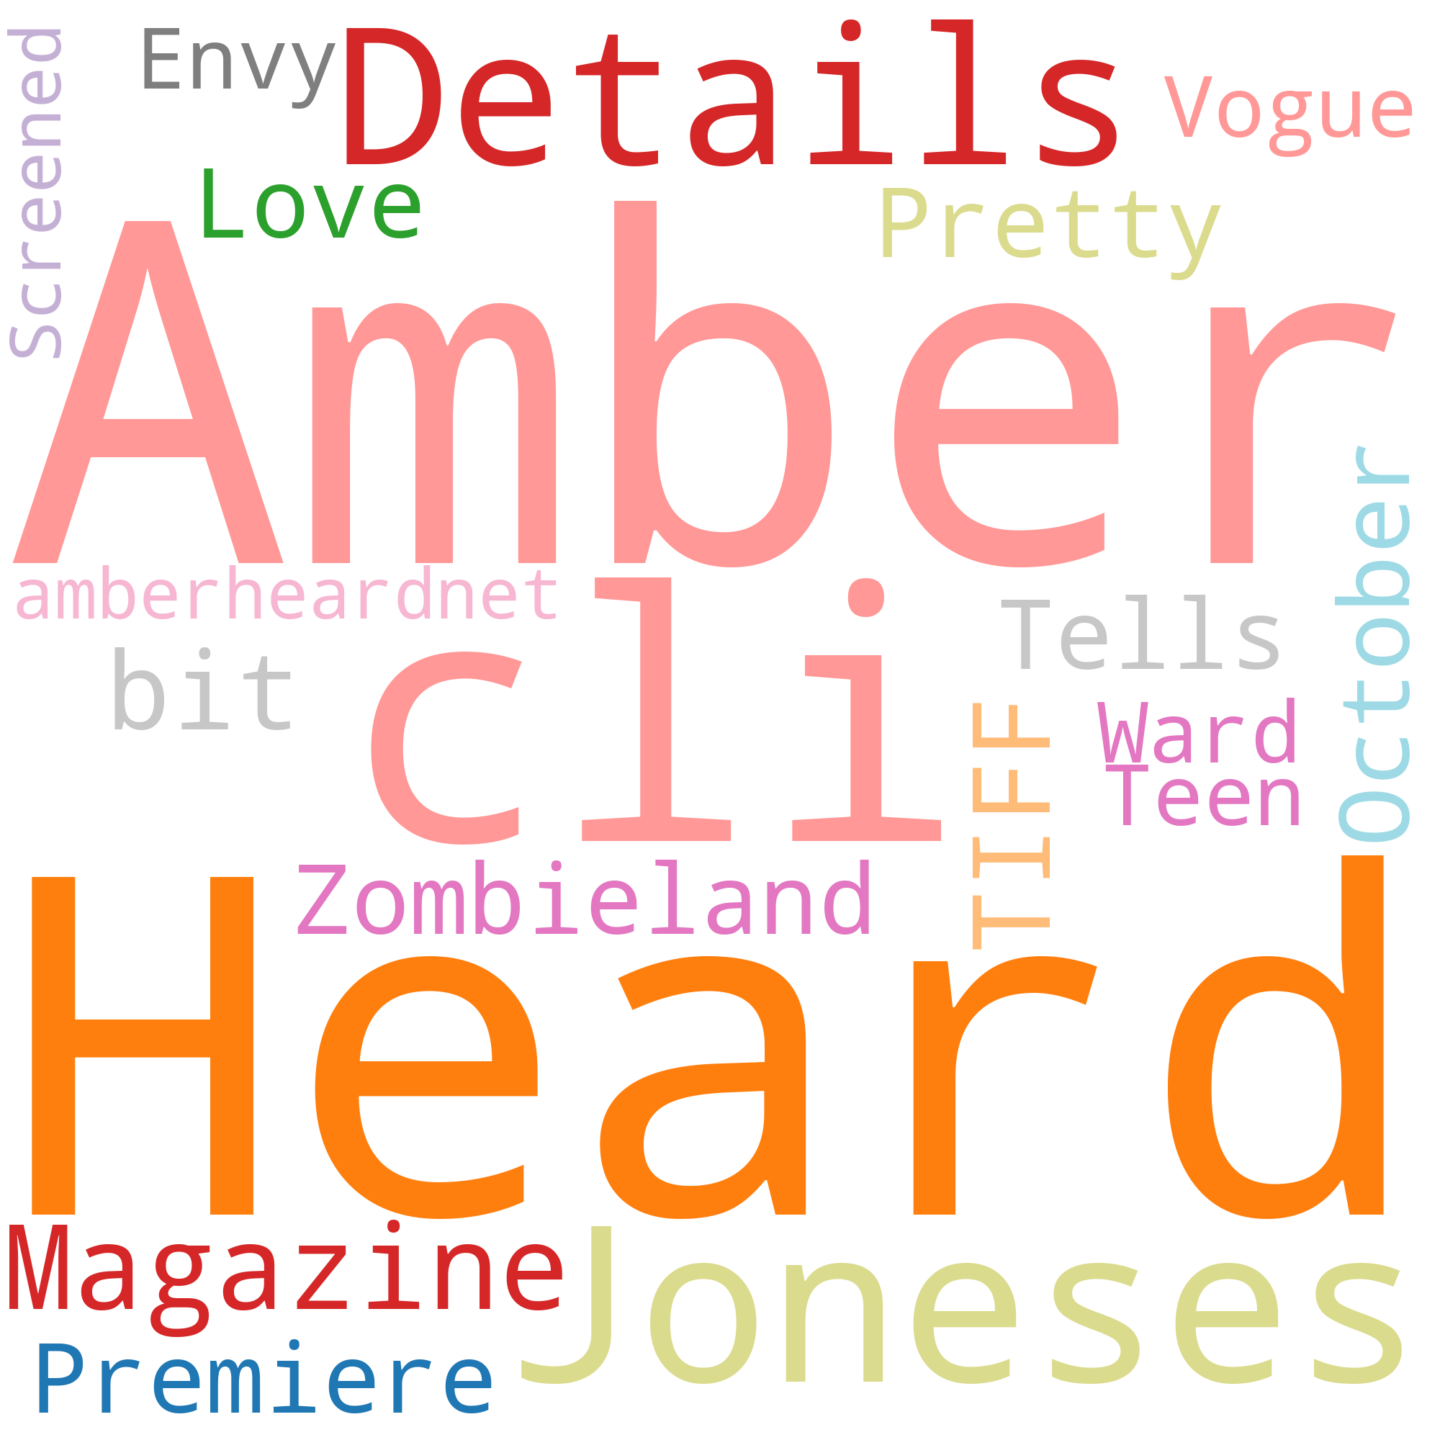 Screened
Envy
Details
Vogue
Love
Pretty
Amber
October
amberheardnet
cli
Tells
bit
Ward
TIFF
Teen
Zombieland
Heard
Magazine
Joneses
Premiere